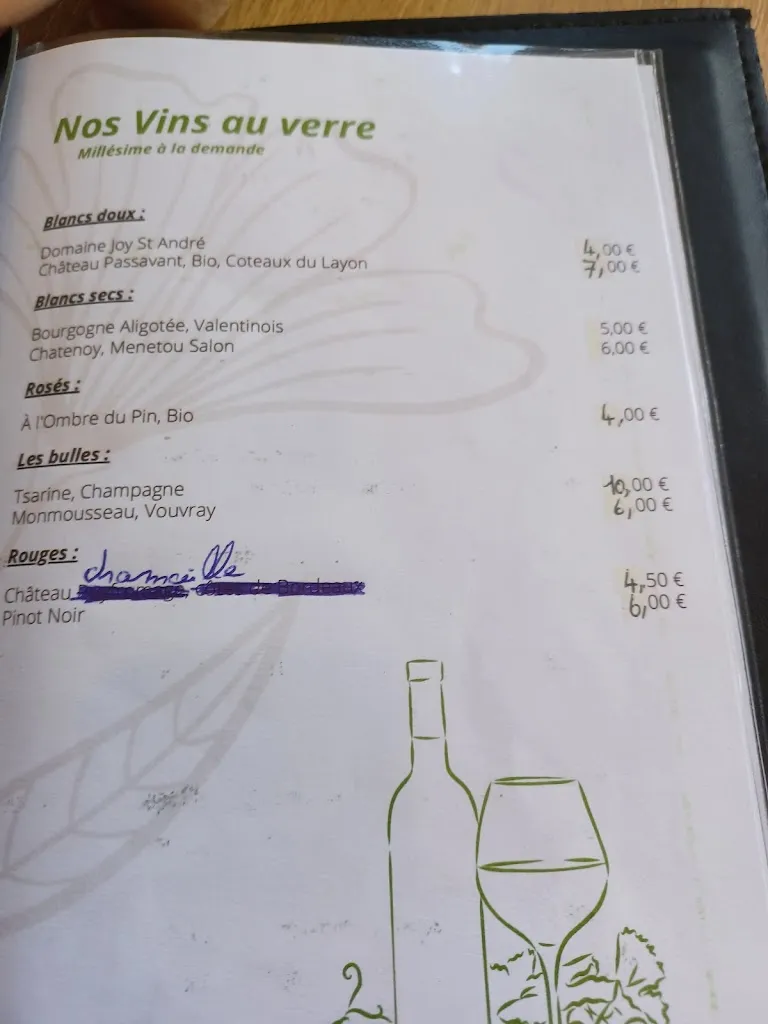 Nos Vins au verre
Millésime à la demande
Blancs doux :
Domaine Joy St André 4,00 €
Château Passavant, Bio, Coteaux du Layon 7,00 €
Blancs secs :
Bourgogne Aligotée, Valentinois 5,00 €
Chatenoy, Menetou Salon 6,00 €
Rosés :
À l'Ombre du Pin, Bio 4,00 €
Les bulles :
Tsarine, Champagne 10,00 €
Monmousseau, Vouvray 6,00 €
Rouges :
Château de Bordeaux 4,50 €
Pinot Noir 6,00 €